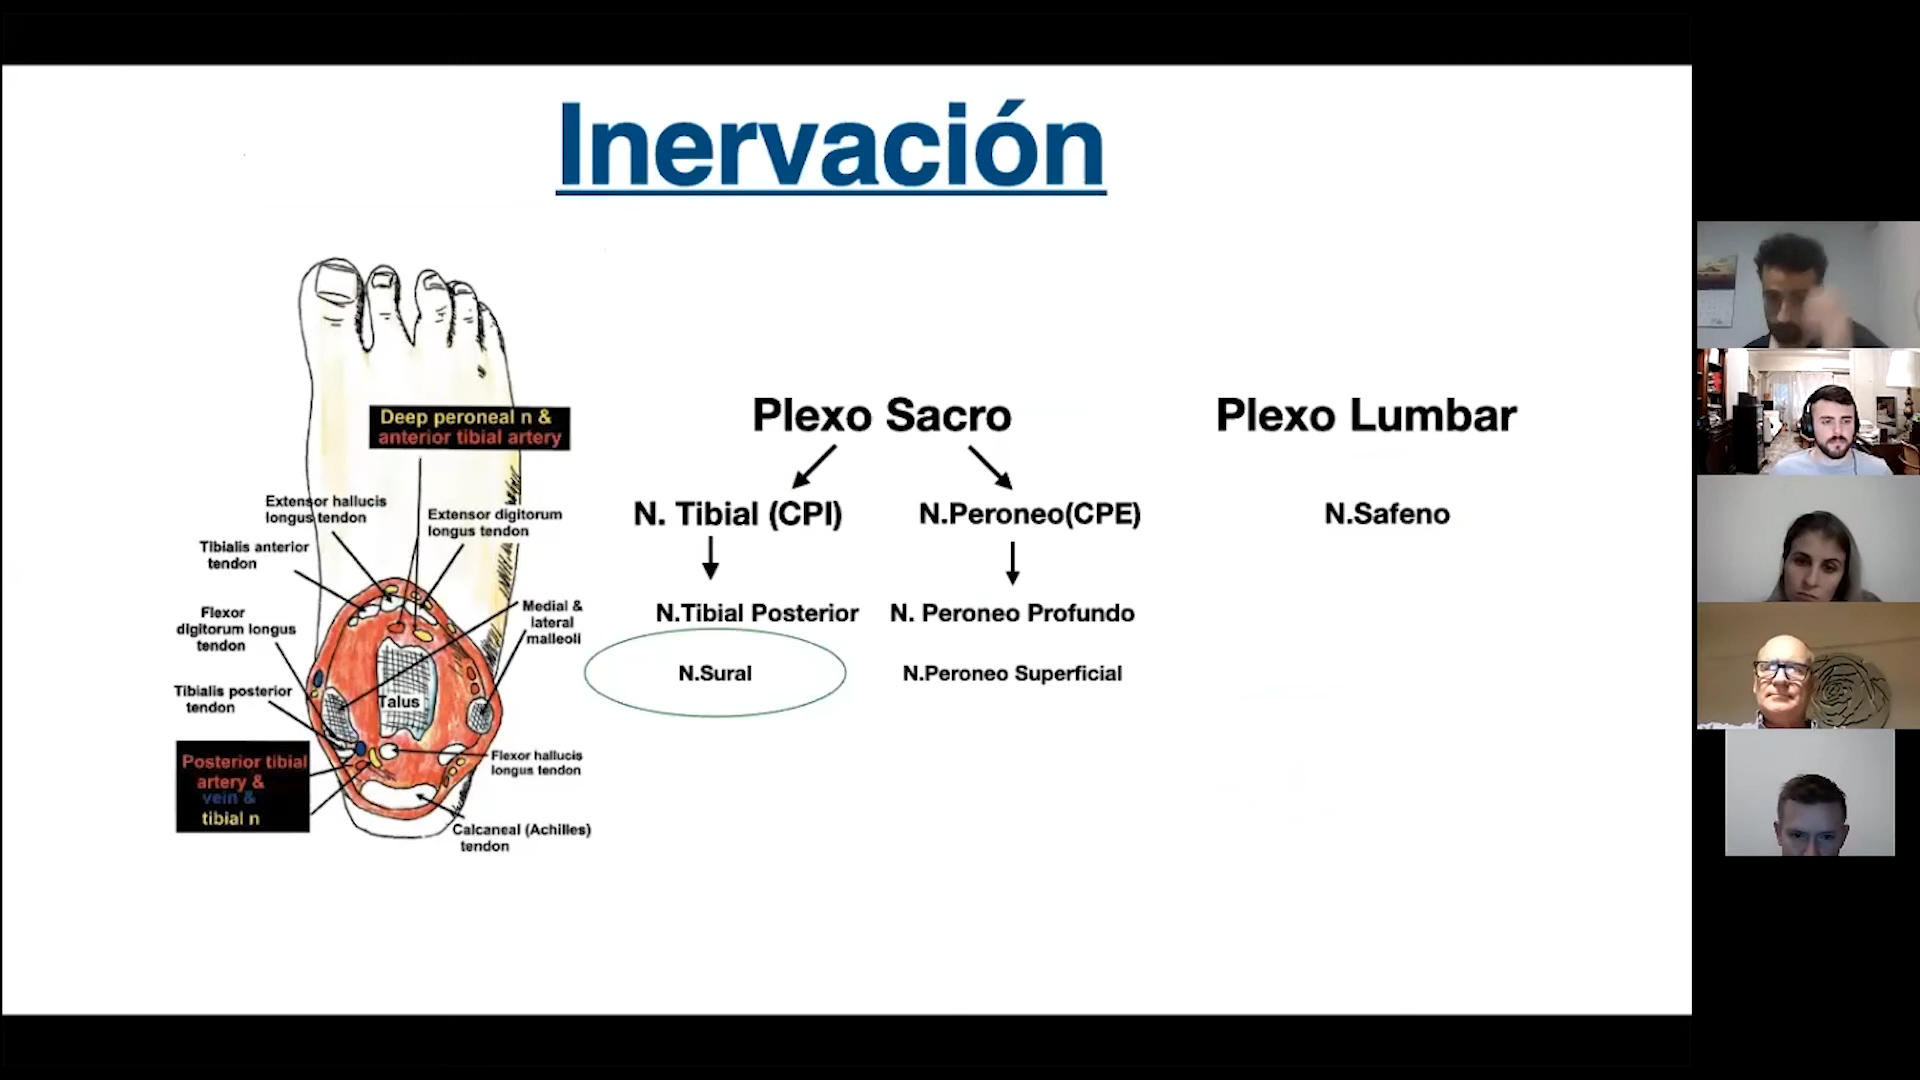 Inervación
Deep peroneal n &
anterior tibial artery
Extensor hallucis
longus tendon
Extensor digitorum
longus tendon
Tibialis anterior
tendon
Flexor
digitorum longus
tendon
Medial &
lateral
malleoli
Tibialis posterior
tendon
Talus
Posterior tibial
artery &
vein &
tibial n
Flexor hallucis
longus tendon
Calcaneal (Achilles)
tendon
Plexo Sacro
Plexo Lumbar
N. Tibial (CPI)
N.Peroneo(CPE)
N.Safeno
N.Tibial Posterior
N. Peroneo Profundo
N.Sural
N.Peroneo Superficial